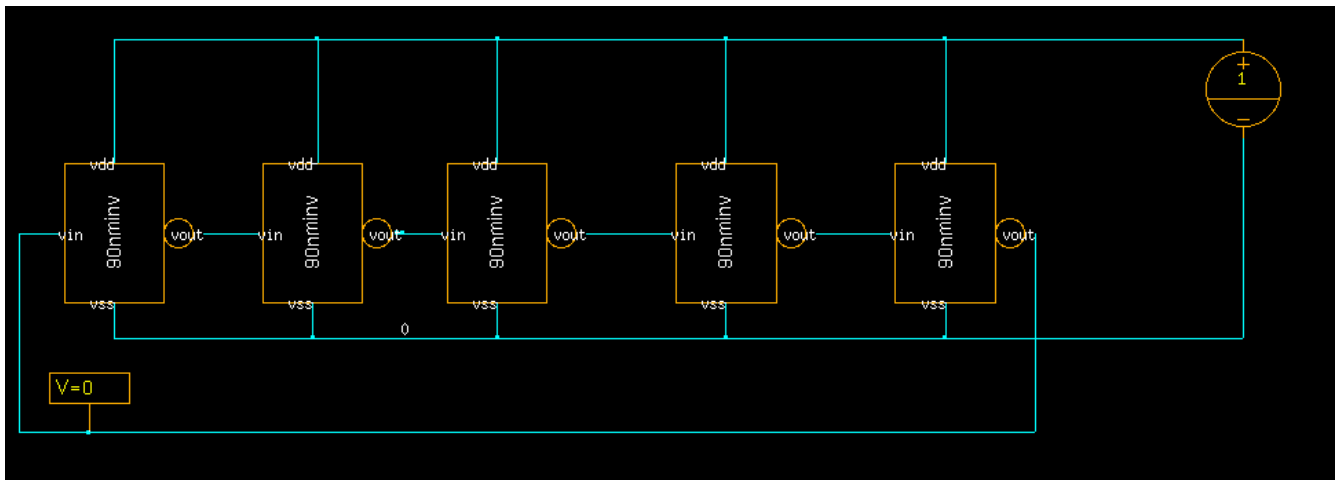 1
vdd
vdd
vdd
vdd
vdd
90nminv
90nminv
90nminv
90nminv
90nminv
vin
vout
vin
vout
vin
vout
vin
vout
vin
vout
vss
vss
vss
vss
vss
0
V=0